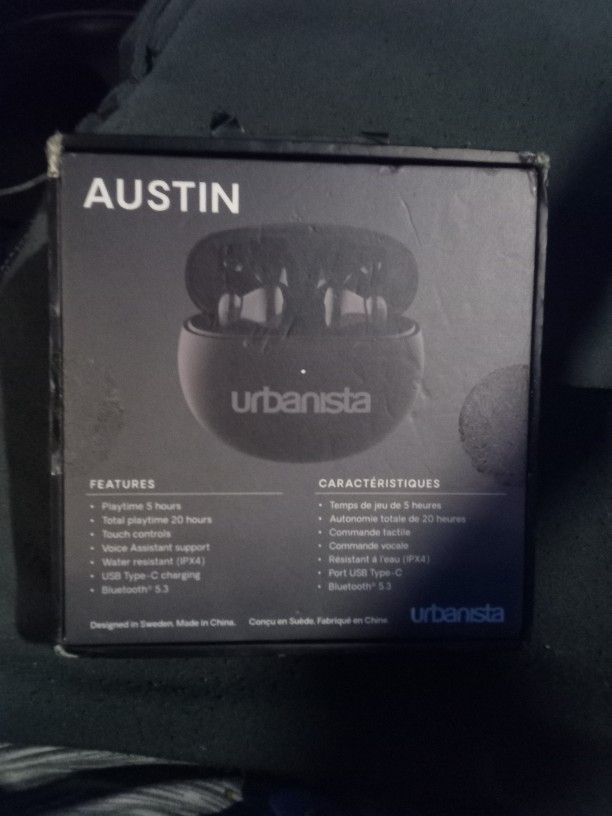 AUSTIN
urbanista
FEATURES
• Playtime 5 hours
• Total playtime 20 hours
• Touch controls
• Voice Assistant support
• Water resistant (IPX4)
• USB Type-C charging
• Bluetooth® 5.3
CARACTÉRISTIQUES
• Temps de jeu de 5 heures
• Autonomie totale de 20 heures
• Commande tactile
• Commande vocale
• Résistant à l'eau (IPX4)
• Port USB Type-C
• Bluetooth® 5.3
urbanista
Designed in Sweden. Made in China. Conçu en Suède, Fabriqué en Chine.